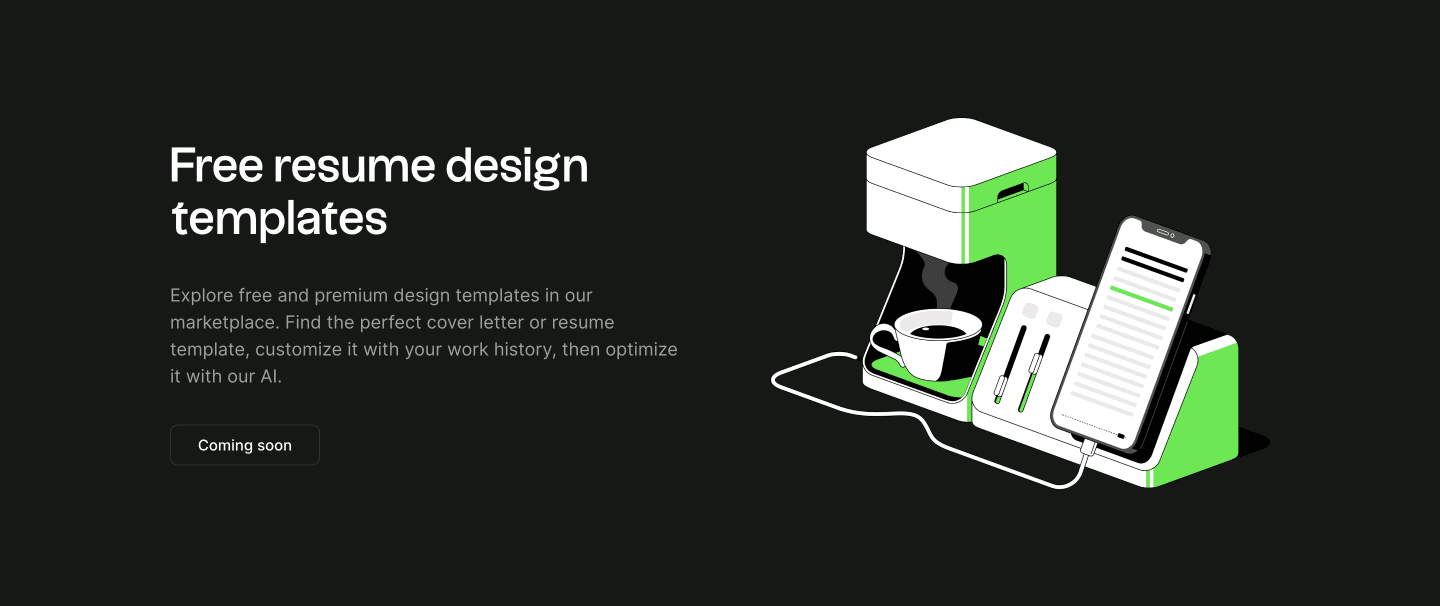 Free resume design
templates
Explore free and premium design templates in our
marketplace. Find the perfect cover letter or resume
template, customize it with your work history, then optimize
it with our AI.
Coming soon